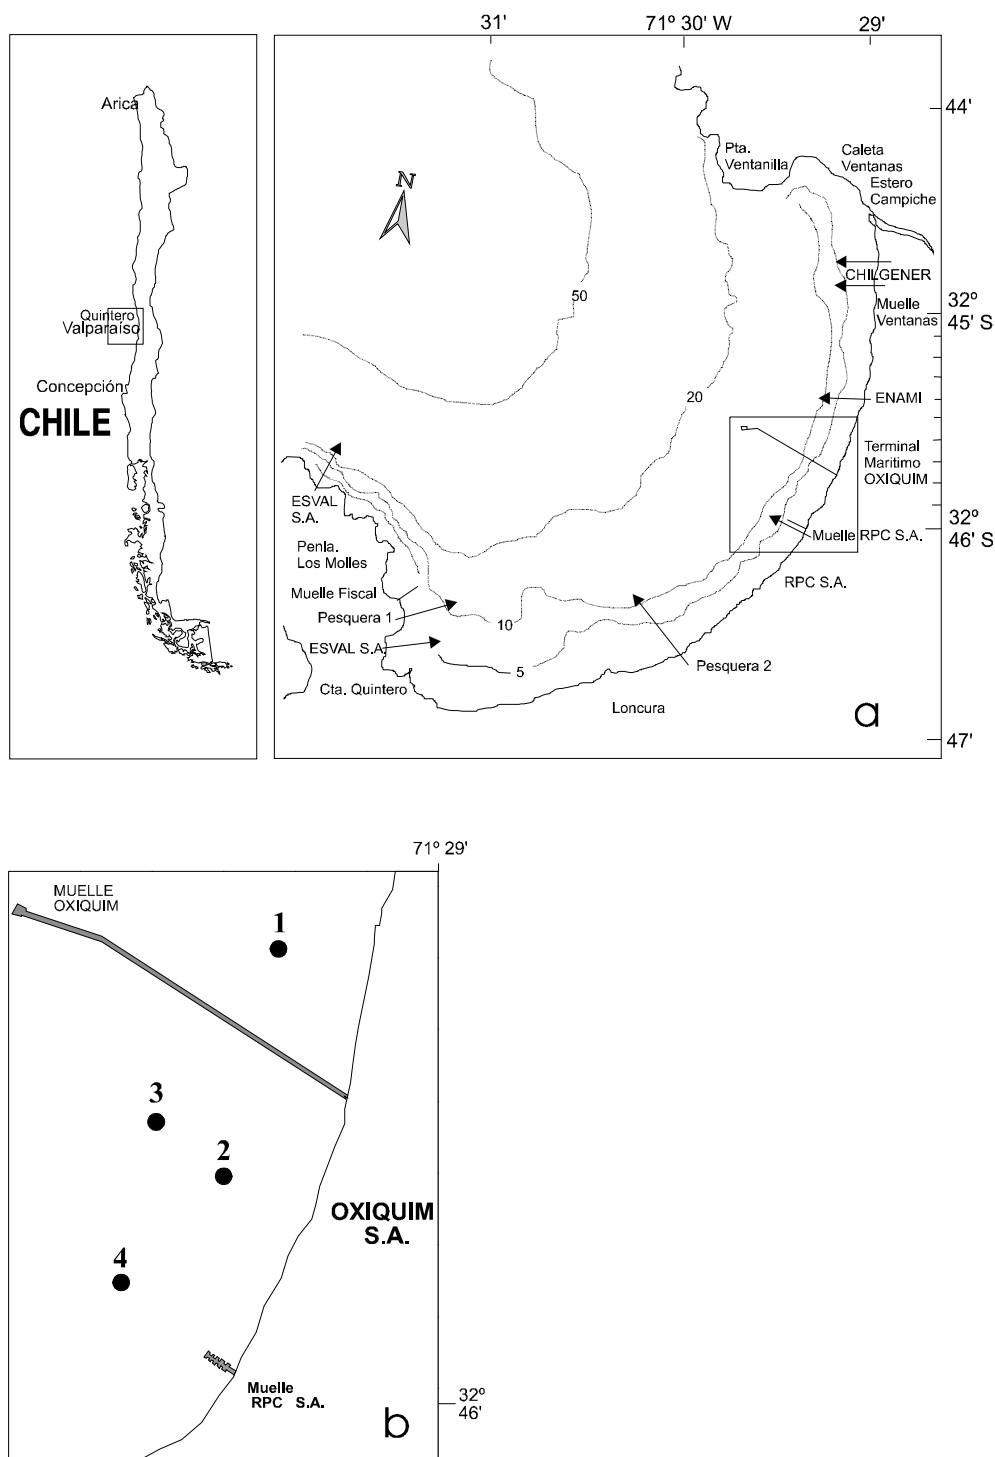 Arica
Quintero
Valparaíso
Concepción
CHILE
31'
71º 30' W
29'
44'
32º
45' S
32º
46' S
47'
N
Pta.
Ventanilla
Caleta
Ventanas
Estero
Campiche
CHILGENER
Muelle
Ventanas
50
20
ENAMI
Terminal
Maritimo
OXIQUIM
ESVAL
S.A.
Muelle RPC S.A.
Penla.
Los Molles
RPC S.A.
Muelle Fiscal
Pesquera 1
10
ESVAL S.A.
5
Pesquera 2
Cta. Quintero
Loncura
a
71º 29'
MUELLE
OXIQUIM
1
3
2
OXIQUIM
S.A.
4
Muelle
RPC S.A.
32º
46'
b